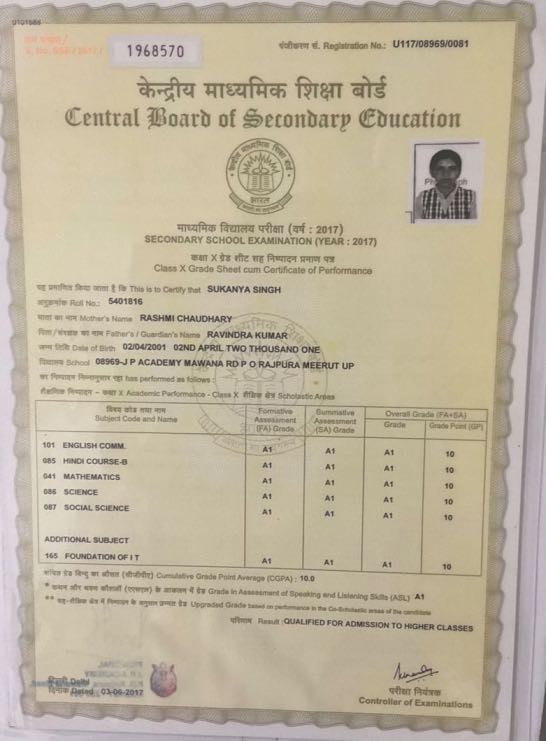 U101688
1968570
पंजीकरण सं. Registration No.: U117/08969/0081
केन्द्रीय माध्यमिक शिक्षा बोर्ड
Central Board of Secondary Education
भारत
माध्यमिक विद्यालय परीक्षा (वर्ष : 2017)
SECONDARY SCHOOL EXAMINATION (YEAR : 2017)
कक्षा X ग्रेड शीट सह निष्पादन प्रमाण पत्र
Class X Grade Sheet cum Certificate of Performance
यह प्रमाणित किया जाता है कि This is to Certify that SUKANYA SINGH
अनुक्रमांक Roll No.: 5401816
माता का नाम Mother's Name RASHMI CHAUDHARY
पिता/संरक्षक का नाम Father's / Guardian's Name RAVINDRA KUMAR
जन्म तिथि Date of Birth 02/04/2001 02ND APRIL TWO THOUSAND ONE
विद्यालय School 08969-J P ACADEMY MAWANA RD P O RAJPURA MEERUT UP
का निष्पादन निम्नानुसार रहा has performed as follows :
शैक्षणिक निष्पादन – कक्षा X Academic Performance - Class X शैक्षिक क्षेत्र Scholastic Areas
विषय कोड तथा नाम Subject Code and Name
Formative Assessment (FA) Grade
Summative Assessment (SA) Grade
Overall Grade (FA+SA)
Grade
Grade Point (GP)
101 ENGLISH COMM. A1 A1 A1 10
085 HINDI COURSE-B A1 A1 A1 10
041 MATHEMATICS A1 A1 A1 10
086 SCIENCE A1 A1 A1 10
087 SOCIAL SCIENCE A1 A1 A1 10
ADDITIONAL SUBJECT
165 FOUNDATION OF I T A1 A1 A1 10
संचित ग्रेड बिन्दु का औसत (सीजीपीए) Cumulative Grade Point Average (CGPA) : 10.0
* कथन और श्रवण कौशलों (एएसएल) के आकलन में ग्रेड Grade in Assessment of Speaking and Listening Skills (ASL) A1
** सह-शैक्षिक क्षेत्र में निष्पादन के अनुसार उन्नत ग्रेड Upgraded Grade based on performance in the Co-Scholastic areas of the candidate
परिणाम Result :QUALIFIED FOR ADMISSION TO HIGHER CLASSES
दिल्ली Delhi
दिनांक Dated 03-06-2017
परीक्षा नियंत्रक
Controller of Examinations